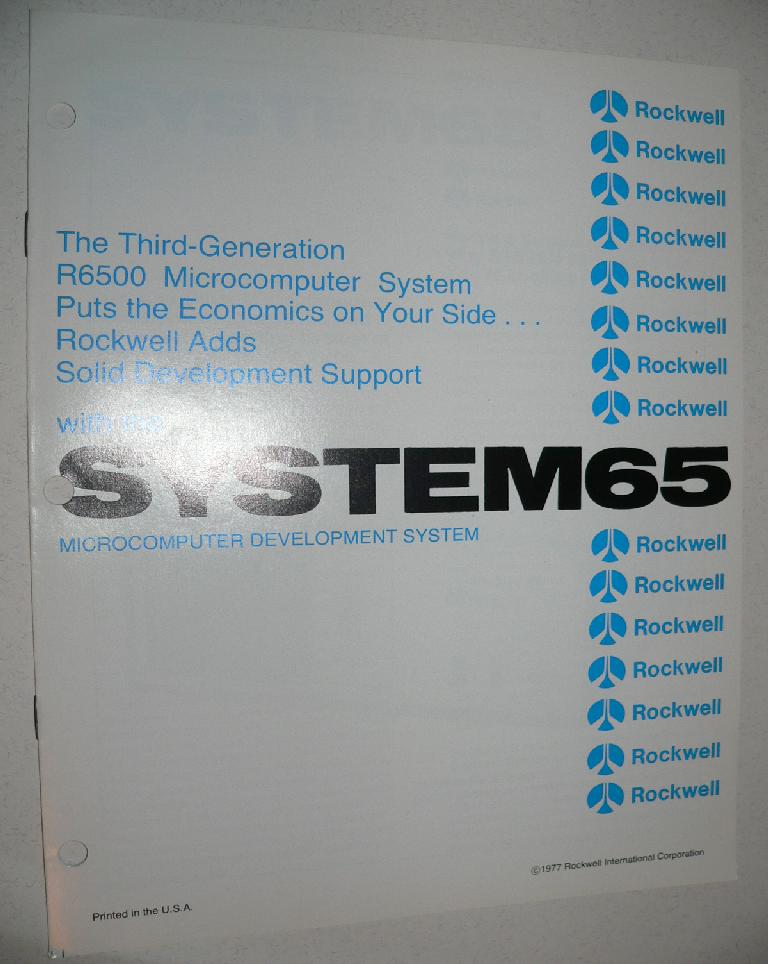 Rockwell
Rockwell
Rockwell
Rockwell
Rockwell
Rockwell
Rockwell
Rockwell
The Third-Generation
R6500 Microcomputer System
Puts the Economics on Your Side . . .
Rockwell Adds
Solid Development Support
with the
SYSTEM65
MICROCOMPUTER DEVELOPMENT SYSTEM
Rockwell
Rockwell
Rockwell
Rockwell
Rockwell
Rockwell
Rockwell
©1977 Rockwell International Corporation
Printed in the U.S.A.